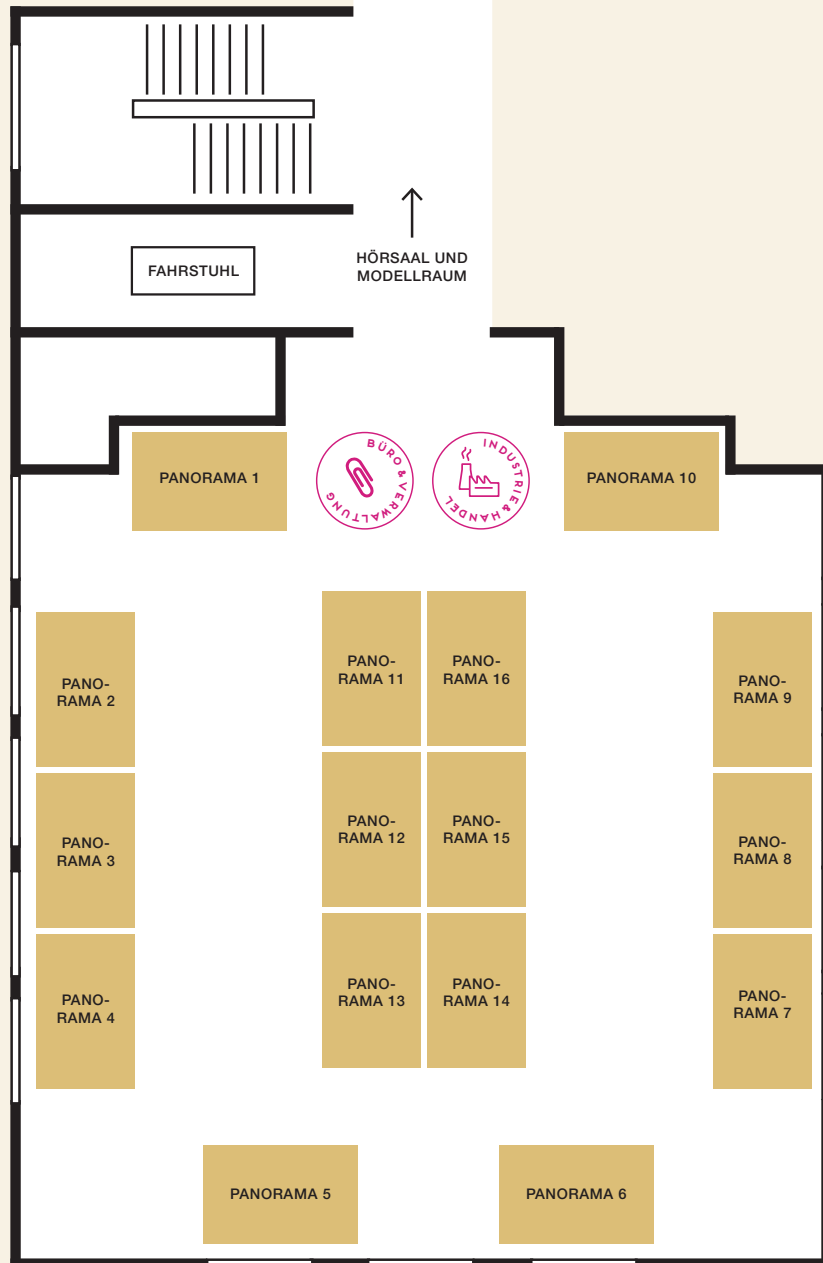 HÖRSAAL UND
MODELLRAUM
FAHRSTUHL
PANORAMA 1
BÜRO & VERWALTUNG
INDUSTRIE & HANDEL
PANORAMA 10
PANO-
RAMA 2
PANO-
RAMA 11
PANO-
RAMA 16
PANO-
RAMA 9
PANO-
RAMA 3
PANO-
RAMA 12
PANO-
RAMA 15
PANO-
RAMA 8
PANO-
RAMA 4
PANO-
RAMA 13
PANO-
RAMA 14
PANO-
RAMA 7
PANORAMA 5
PANORAMA 6